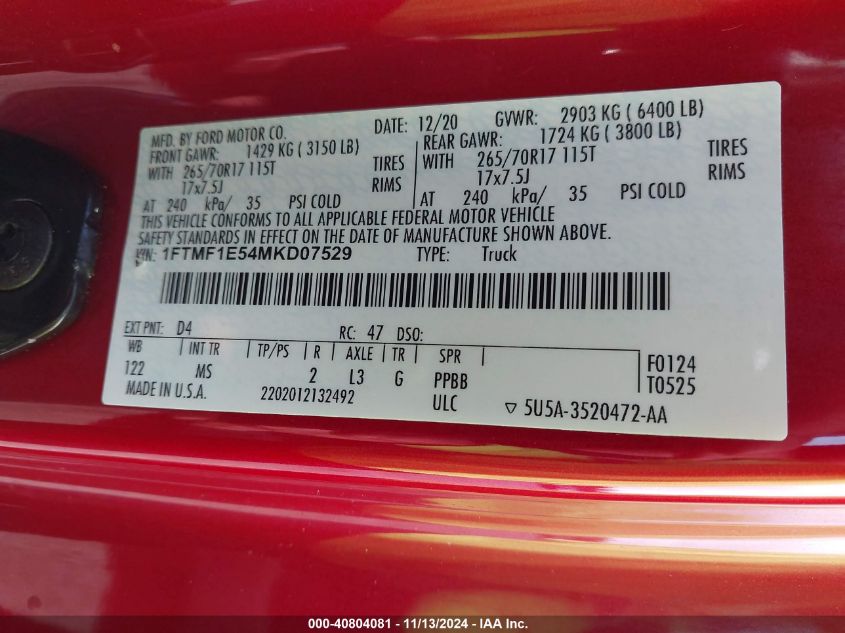 MFD. BY FORD MOTOR CO. DATE: 12/20 GVWR: 2903 KG ( 6400 LB)
FRONT GAWR: 1429 KG ( 3150 LB) REAR GAWR: 1724 KG ( 3800 LB)
WITH 265/70R17 115T TIRES WITH 265/70R17 115T TIRES
17x7.5J RIMS 17x7.5J RIMS
AT 240 kPa/ 35 PSI COLD AT 240 kPa/ 35 PSI COLD
THIS VEHICLE CONFORMS TO ALL APPLICABLE FEDERAL MOTOR VEHICLE
SAFETY STANDARDS IN EFFECT ON THE DATE OF MANUFACTURE SHOWN ABOVE.
VIN: 1FTMF1E54MKD07529 TYPE: Truck
EXT PNT: D4 RC: 47 DSO:
WB INT TR TP/PS R AXLE TR SPR F0124
122 MS 2 L3 G PPBB T0525
MADE IN U.S.A. 2202012132492 ULC ▽ 5U5A-3520472-AA
000-40804081 - 11/13/2024 - IAA, Inc.